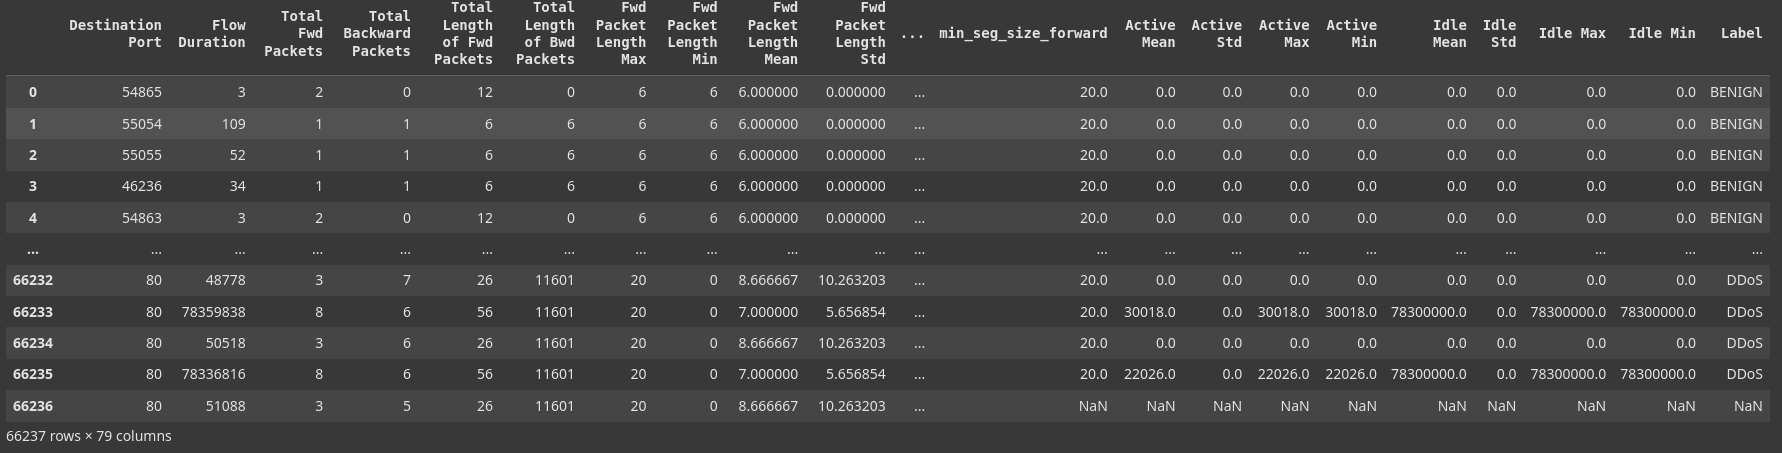 Destination Port Flow Duration Total Fwd Packets Total Backward Packets Total Length of Fwd Packets Total Length of Bwd Packets Fwd Packet Length Max Fwd Packet Length Min Fwd Packet Length Mean Fwd Packet Length Std ... min_seg_size_forward Active Mean Active Std Active Max Active Min Idle Mean Idle Std Idle Max Idle Min Label
0 54865 3 2 0 12 0 6 6 6.000000 0.000000 ... 20.0 0.0 0.0 0.0 0.0 0.0 0.0 0.0 0.0 BENIGN
1 55054 109 1 1 6 6 6 6 6.000000 0.000000 ... 20.0 0.0 0.0 0.0 0.0 0.0 0.0 0.0 0.0 BENIGN
2 55055 52 1 1 6 6 6 6 6.000000 0.000000 ... 20.0 0.0 0.0 0.0 0.0 0.0 0.0 0.0 0.0 BENIGN
3 46236 34 1 1 6 6 6 6 6.000000 0.000000 ... 20.0 0.0 0.0 0.0 0.0 0.0 0.0 0.0 0.0 BENIGN
4 54863 3 2 0 12 0 6 6 6.000000 0.000000 ... 20.0 0.0 0.0 0.0 0.0 0.0 0.0 0.0 0.0 BENIGN
... ... ... ... ... ... ... ... ... ... ... ... ... ... ... ... ... ... ... ... ... ...
66232 80 48778 3 7 26 11601 20 0 8.666667 10.263203 ... 20.0 0.0 0.0 0.0 0.0 0.0 0.0 0.0 0.0 DDoS
66233 80 78359838 8 6 56 11601 20 0 7.000000 5.656854 ... 20.0 30018.0 0.0 30018.0 30018.0 78300000.0 0.0 78300000.0 78300000.0 DDoS
66234 80 50518 3 6 26 11601 20 0 8.666667 10.263203 ... 20.0 0.0 0.0 0.0 0.0 0.0 0.0 0.0 0.0 DDoS
66235 80 78336816 8 6 56 11601 20 0 7.000000 5.656854 ... 20.0 22026.0 0.0 22026.0 22026.0 78300000.0 0.0 78300000.0 78300000.0 DDoS
66236 80 51088 3 5 26 11601 20 0 8.666667 10.263203 ... NaN NaN NaN NaN NaN NaN NaN NaN NaN NaN
66237 rows × 79 columns